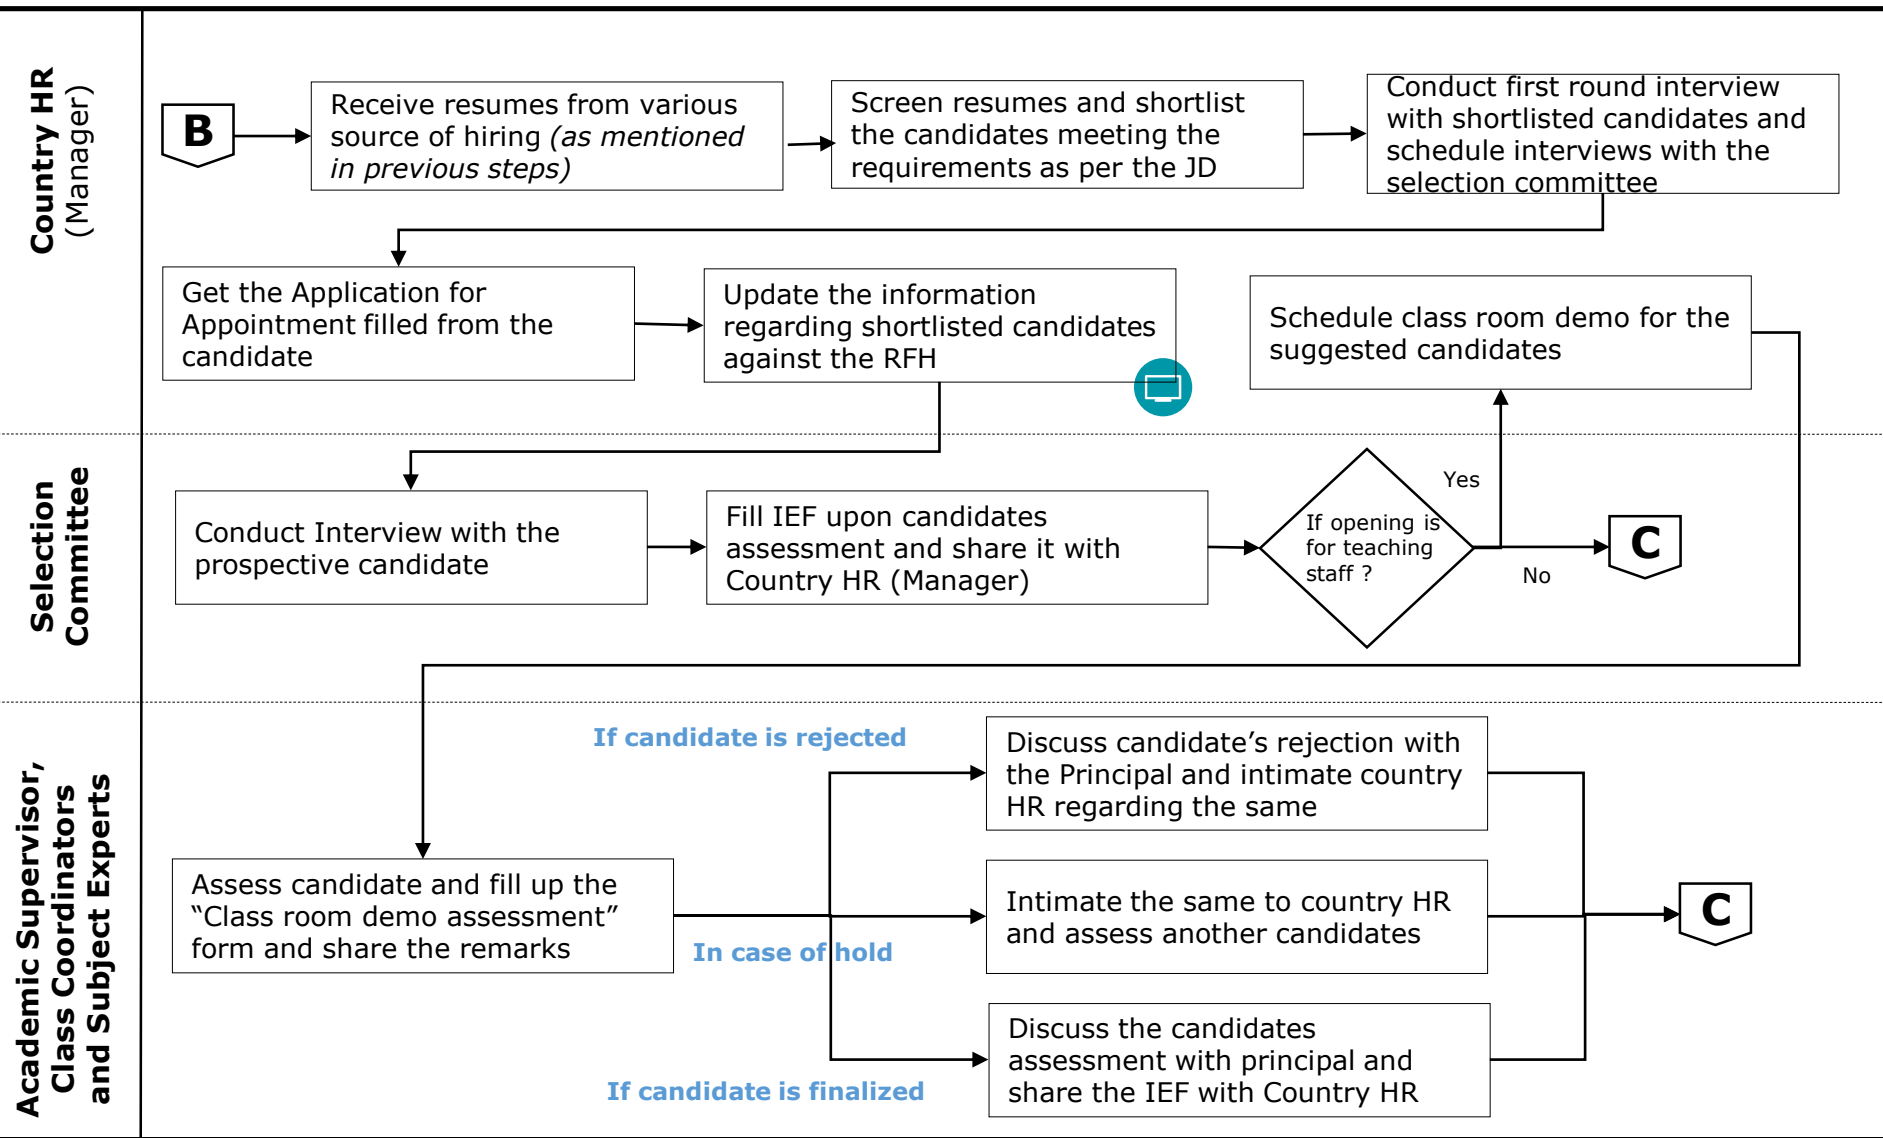 Country HR
(Manager)
B
Receive resumes from various
source of hiring (as mentioned
in previous steps)
Screen resumes and shortlist
the candidates meeting the
requirements as per the JD
Conduct first round interview
with shortlisted candidates and
schedule interviews with the
selection committee
Get the Application for
Appointment filled from the
candidate
Update the information
regarding shortlisted candidates
against the RFH
Schedule class room demo for the
suggested candidates
Selection
Committee
Conduct Interview with the
prospective candidate
Fill IEF upon candidates
assessment and share it with
Country HR (Manager)
If opening is
for teaching
staff ?
Yes
No
C
Academic Supervisor,
Class Coordinators
and Subject Experts
Assess candidate and fill up the
“Class room demo assessment”
form and share the remarks
If candidate is rejected
In case of hold
If candidate is finalized
Discuss candidate’s rejection with
the Principal and intimate country
HR regarding the same
Intimate the same to country HR
and assess another candidates
Discuss the candidates
assessment with principal and
share the IEF with Country HR
C